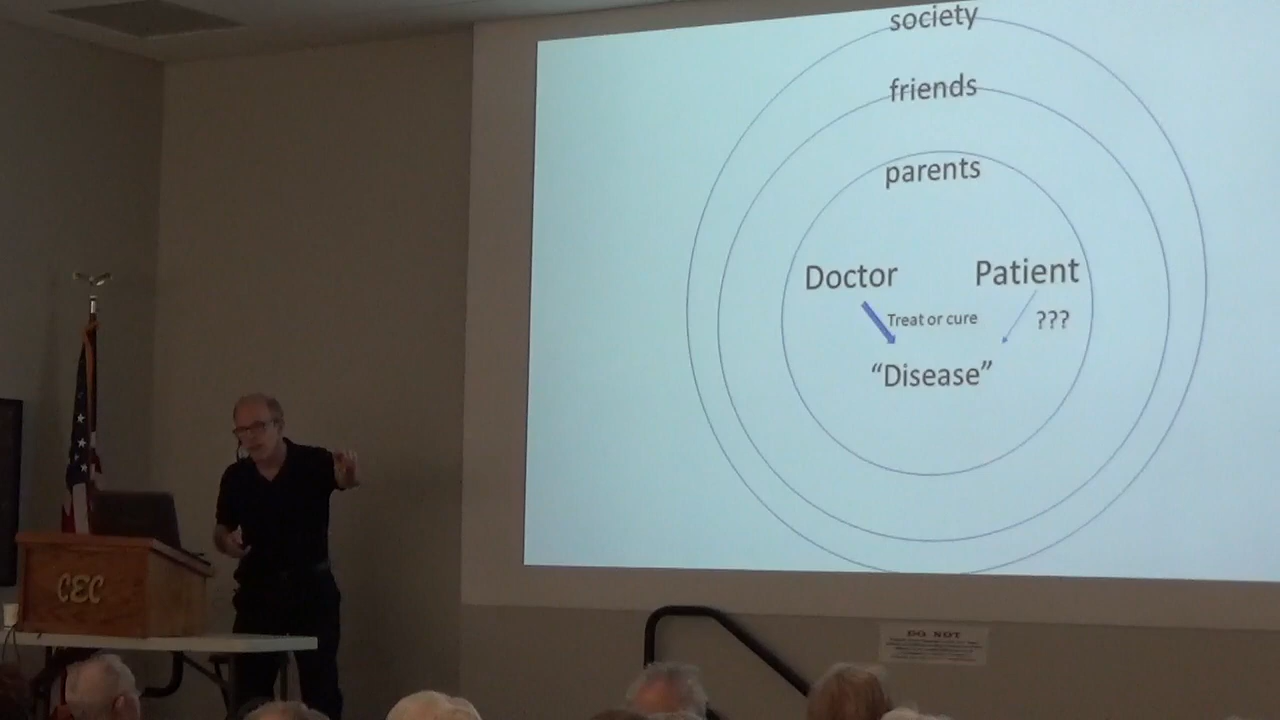 society
friends
parents
Doctor Patient
Treat or cure ???
“Disease”
CEC
DO NOT